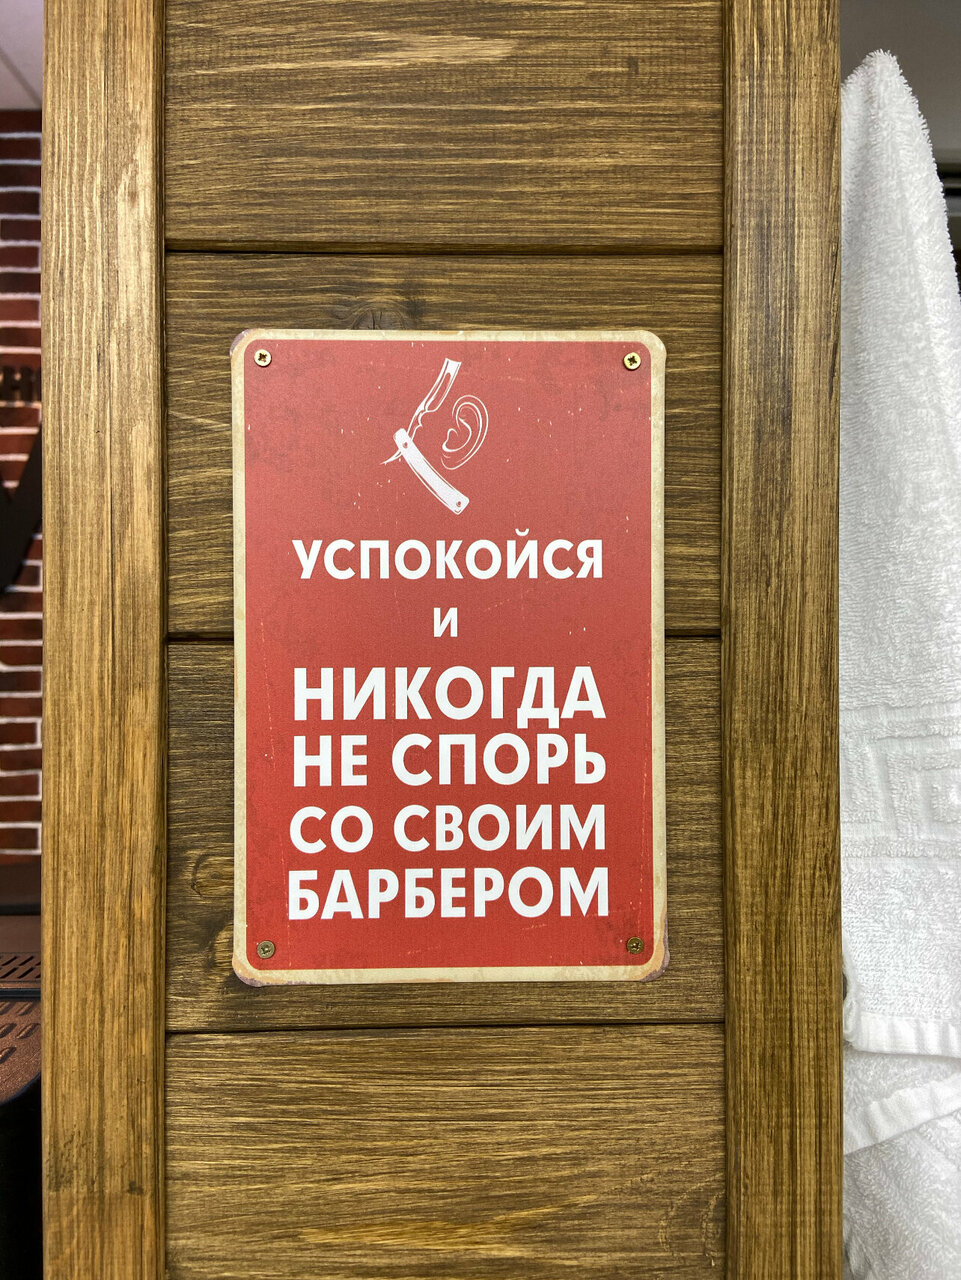 УСПОКОЙСЯ
И
НИКОГДА
НЕ СПОРЬ
СО СВОИМ
БАРБЕРОМ